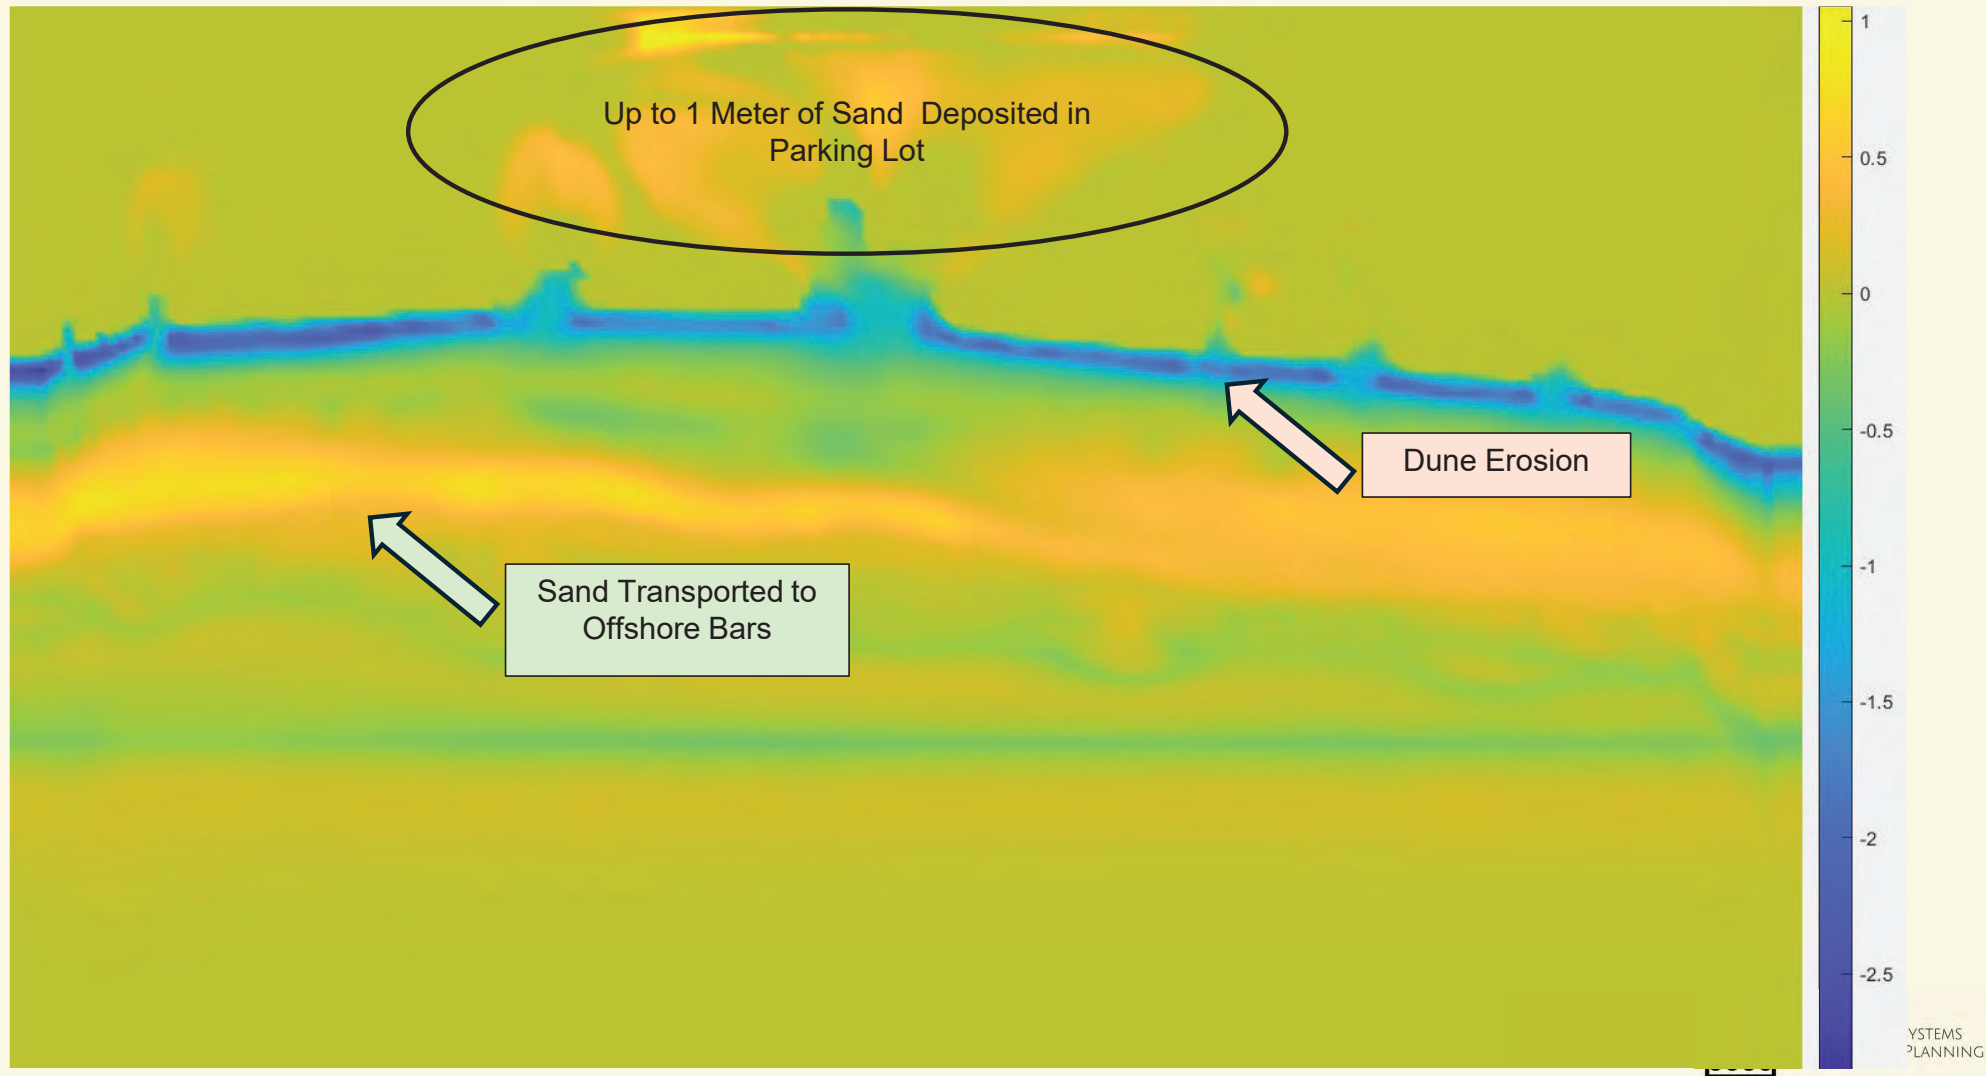 Up to 1 Meter of Sand Deposited in
Parking Lot
Dune Erosion
Sand Transported to
Offshore Bars
1
0.5
0
-0.5
-1
-1.5
-2
-2.5
YSTEMS
PLANNING